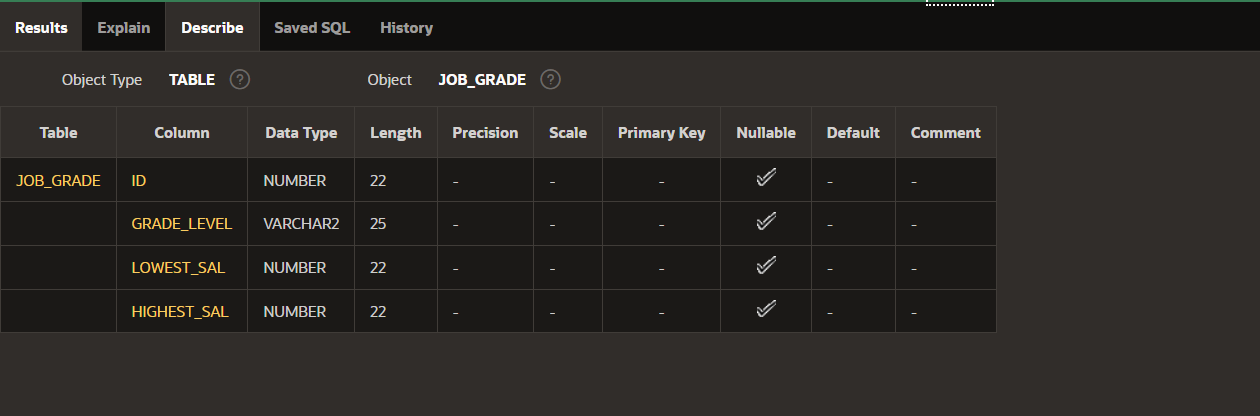 Results Explain Describe Saved SQL History
Object Type TABLE ? Object JOB_GRADE ?
Table Column Data Type Length Precision Scale Primary Key Nullable Default Comment
JOB_GRADE ID NUMBER 22 - - - ✓ - -
GRADE_LEVEL VARCHAR2 25 - - - ✓ - -
LOWEST_SAL NUMBER 22 - - - ✓ - -
HIGHEST_SAL NUMBER 22 - - - ✓ - -